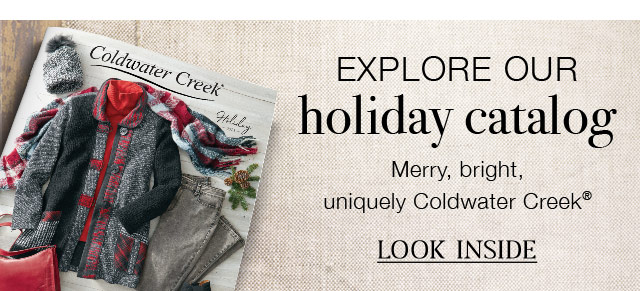 Coldwater Creek
Holiday
EXPLORE OUR
holiday catalog
Merry, bright,
uniquely Coldwater Creek®
LOOK INSIDE